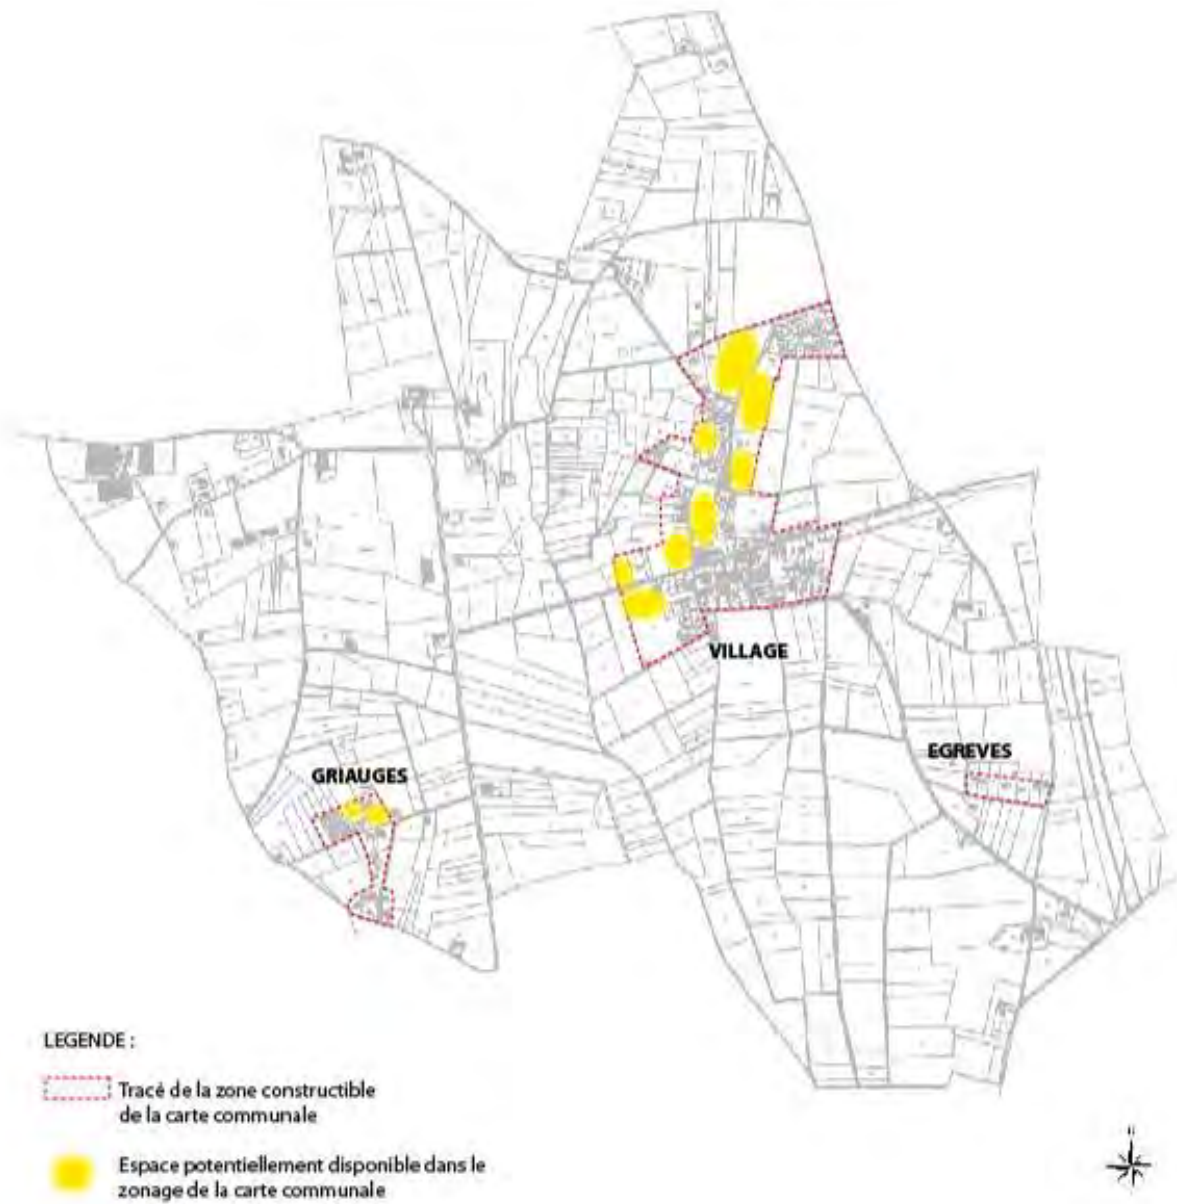 VILLAGE
EGREVES
GRIAUGES
LEGENDE :
Tracé de la zone constructible
de la carte communale
Espace potentiellement disponible dans le
zonage de la carte communale